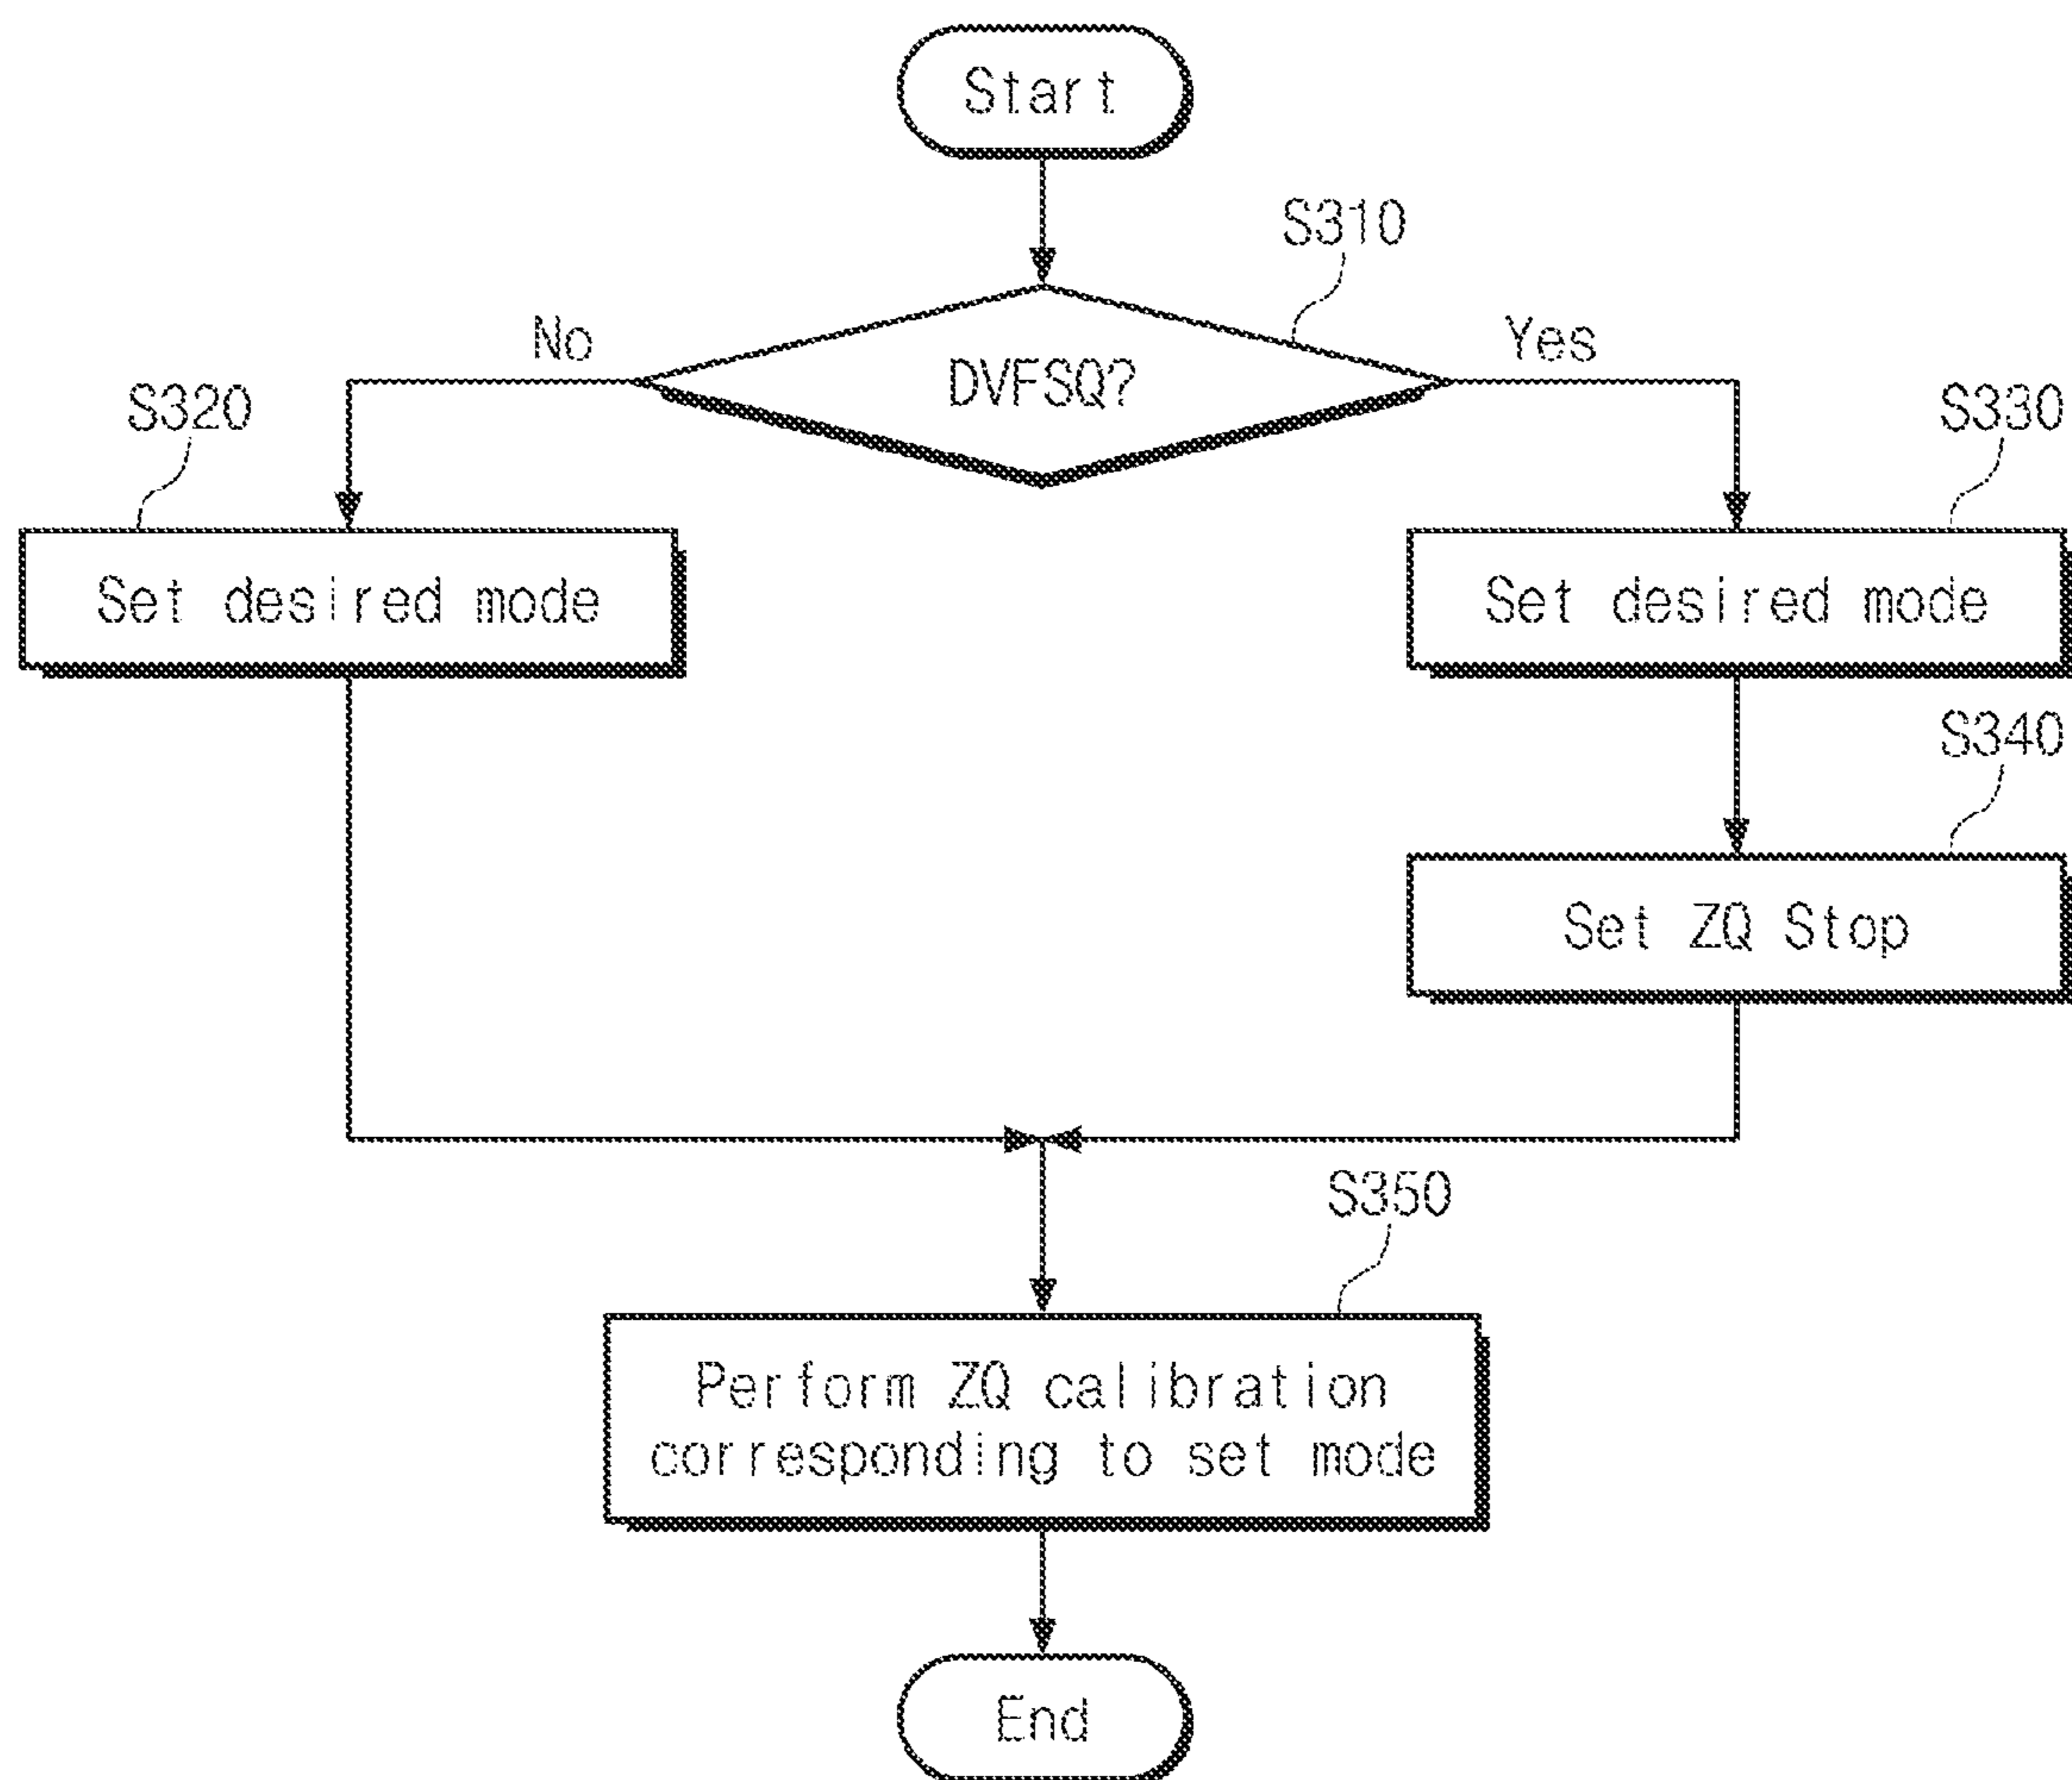 Start
S310
No
DVFSQ?
Yes
S320
S330
Set desired mode
Set desired mode
S340
Set ZQ Stop
S350
Perform ZQ calibration
corresponding to set mode
End